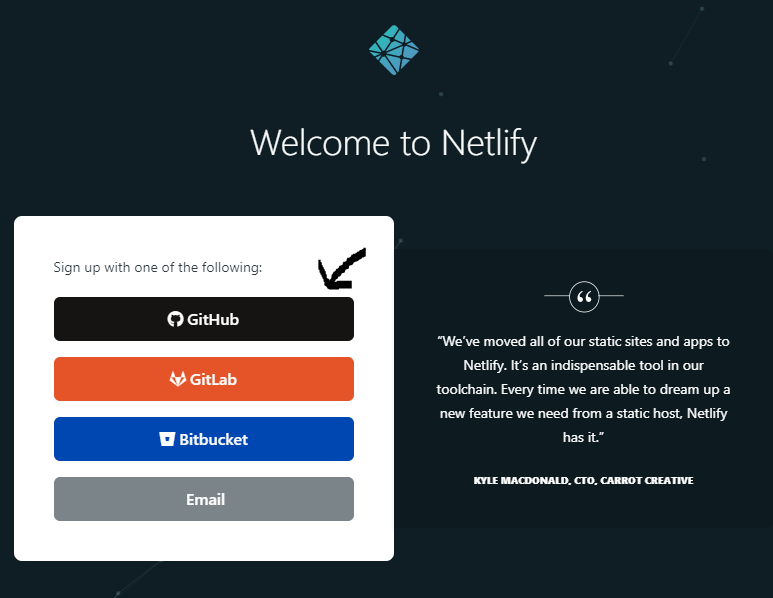 Welcome to Netlify
Sign up with one of the following:
GitHub
GitLab
Bitbucket
Email
“We’ve moved all of our static sites and apps to
Netlify. It’s an indispensable tool in our
toolchain. Every time we are able to dream up a
new feature we need from a static host, Netlify
has it.”
KYLE MACDONALD, CTO, CARROT CREATIVE